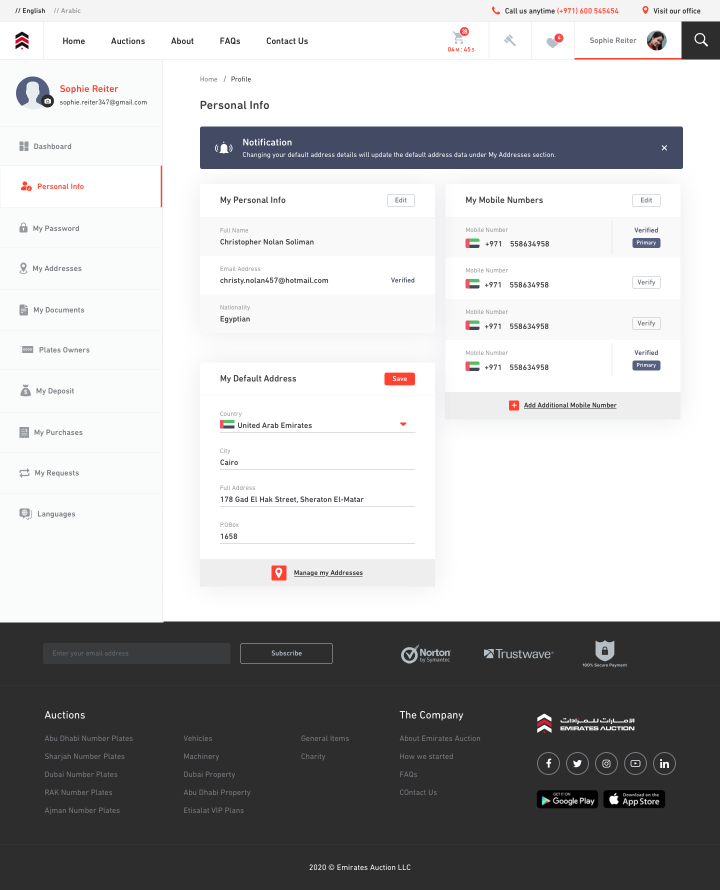 // English // Arabic
Call us anytime (+971) 600 545454
Visit our office
Home Auctions About FAQs Contact Us
04M : 45S
Sophie Reiter
Sophie Reiter
sophie.reiter347@gmail.com
Dashboard
Personal Info
My Password
My Addresses
My Documents
Plates Owners
My Deposit
My Purchases
My Requests
Languages
Home / Profile
Personal Info
Notification
Changing your default address details will update the default address data under My Addresses section.
My Personal Info
Edit
Full Name
Christopher Nolan Soliman
Email Address
christy.nolan457@hotmail.com
Verified
Nationality
Egyptian
My Mobile Numbers
Edit
Mobile Number
+971 558634958
Verified
Primary
Mobile Number
+971 558634958
Verify
Mobile Number
+971 558634958
Verify
Mobile Number
+971 558634958
Verified
Primary
Add Additional Mobile Number
My Default Address
Save
Country
United Arab Emirates
City
Cairo
Full Address
178 Gad El Hak Street, Sheraton El-Matar
POBox
1658
Manage my Addresses
Enter your email address
Subscribe
Norton
by Symantec
Trustwave
100% Secure Payment
Auctions
Abu Dhabi Number Plates
Sharjah Number Plates
Dubai Number Plates
RAK Number Plates
Ajman Number Plates
Vehicles
Machinery
Dubai Property
Abu Dhabi Property
Etisalat VIP Plans
General Items
Charity
The Company
About Emirates Auction
How we started
FAQs
COntact Us
الامارات للمزادات
EMIRATES AUCTION
GET IT ON
Google Play
Download on the
App Store
2020 © Emirates Auction LLC